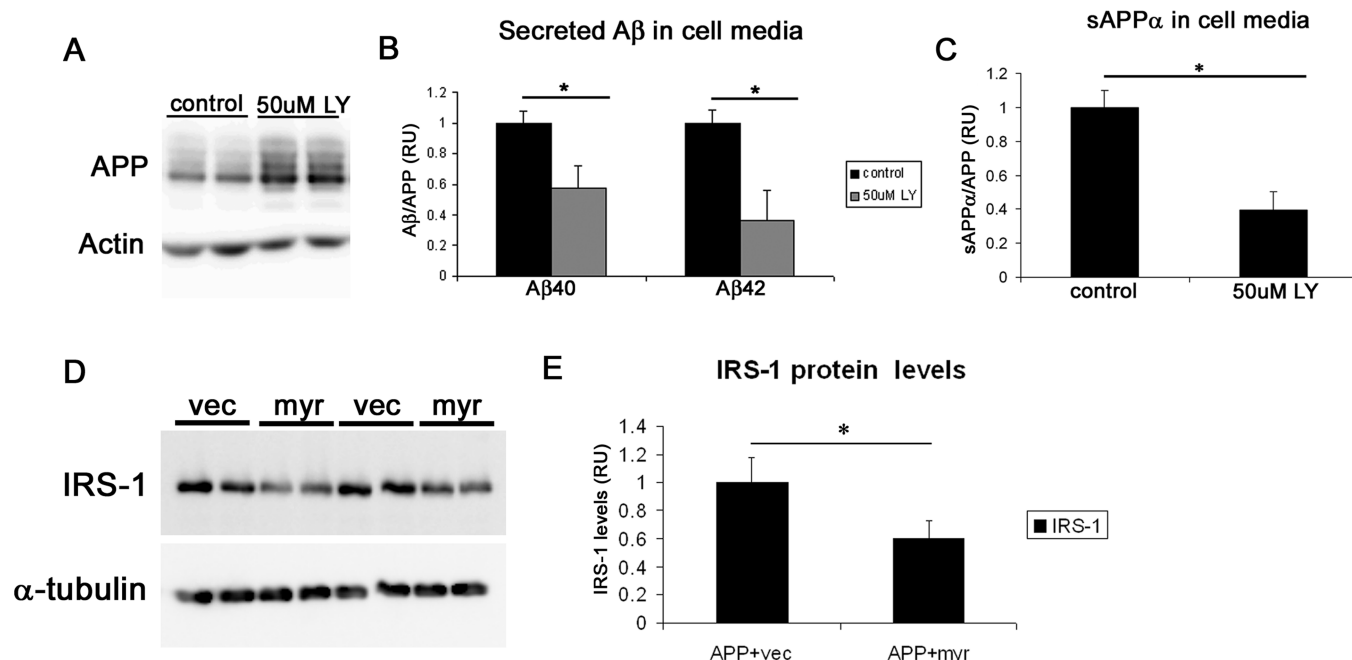 A
control 50uM LY
APP
Actin
B
Secreted Aβ in cell media
Aβ/APP (RU)
1.2
1
0.8
0.6
0.4
0.2
0
*
*
Aβ40
Aβ42
control
50uM LY
C
sAPPα in cell media
sAPPα/APP (RU)
1.2
1
0.8
0.6
0.4
0.2
0
*
control
50uM LY
D
vec myr vec myr
IRS-1
α-tubulin
E
IRS-1 protein levels
IRS-1 levels (RU)
1.4
1.2
1
0.8
0.6
0.4
0.2
0
*
APP+vec
APP+myr
IRS-1